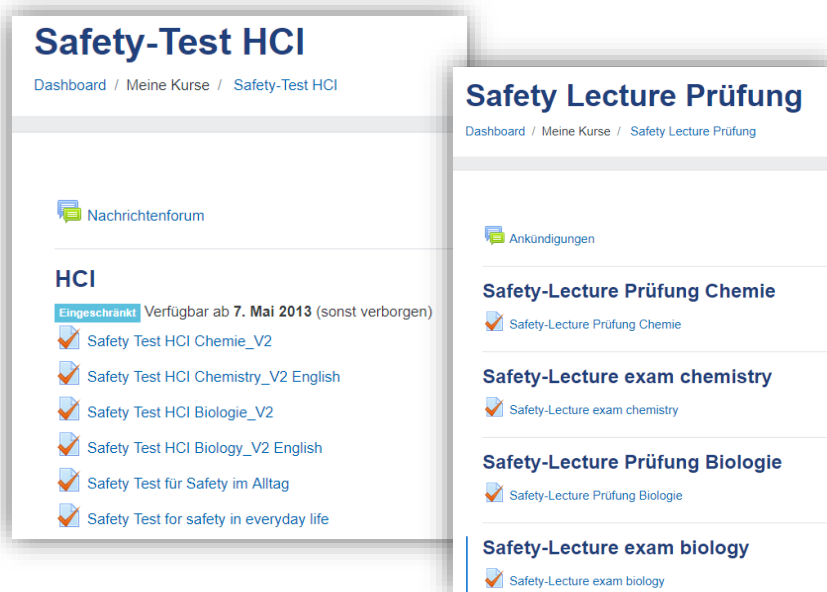 Safety-Test HCI
Dashboard / Meine Kurse / Safety-Test HCI
Nachrichtenforum
HCI
Eingeschränkt Verfügbar ab 7. Mai 2013 (sonst verborgen)
Safety Test HCI Chemie_V2
Safety Test HCI Chemistry_V2 English
Safety Test HCI Biologie_V2
Safety Test HCI Biology_V2 English
Safety Test für Safety im Alltag
Safety Test for safety in everyday life
Safety Lecture Prüfung
Dashboard / Meine Kurse / Safety Lecture Prüfung
Ankündigungen
Safety-Lecture Prüfung Chemie
Safety-Lecture Prüfung Chemie
Safety-Lecture exam chemistry
Safety-Lecture exam chemistry
Safety-Lecture Prüfung Biologie
Safety-Lecture Prüfung Biologie
Safety-Lecture exam biology
Safety-Lecture exam biology